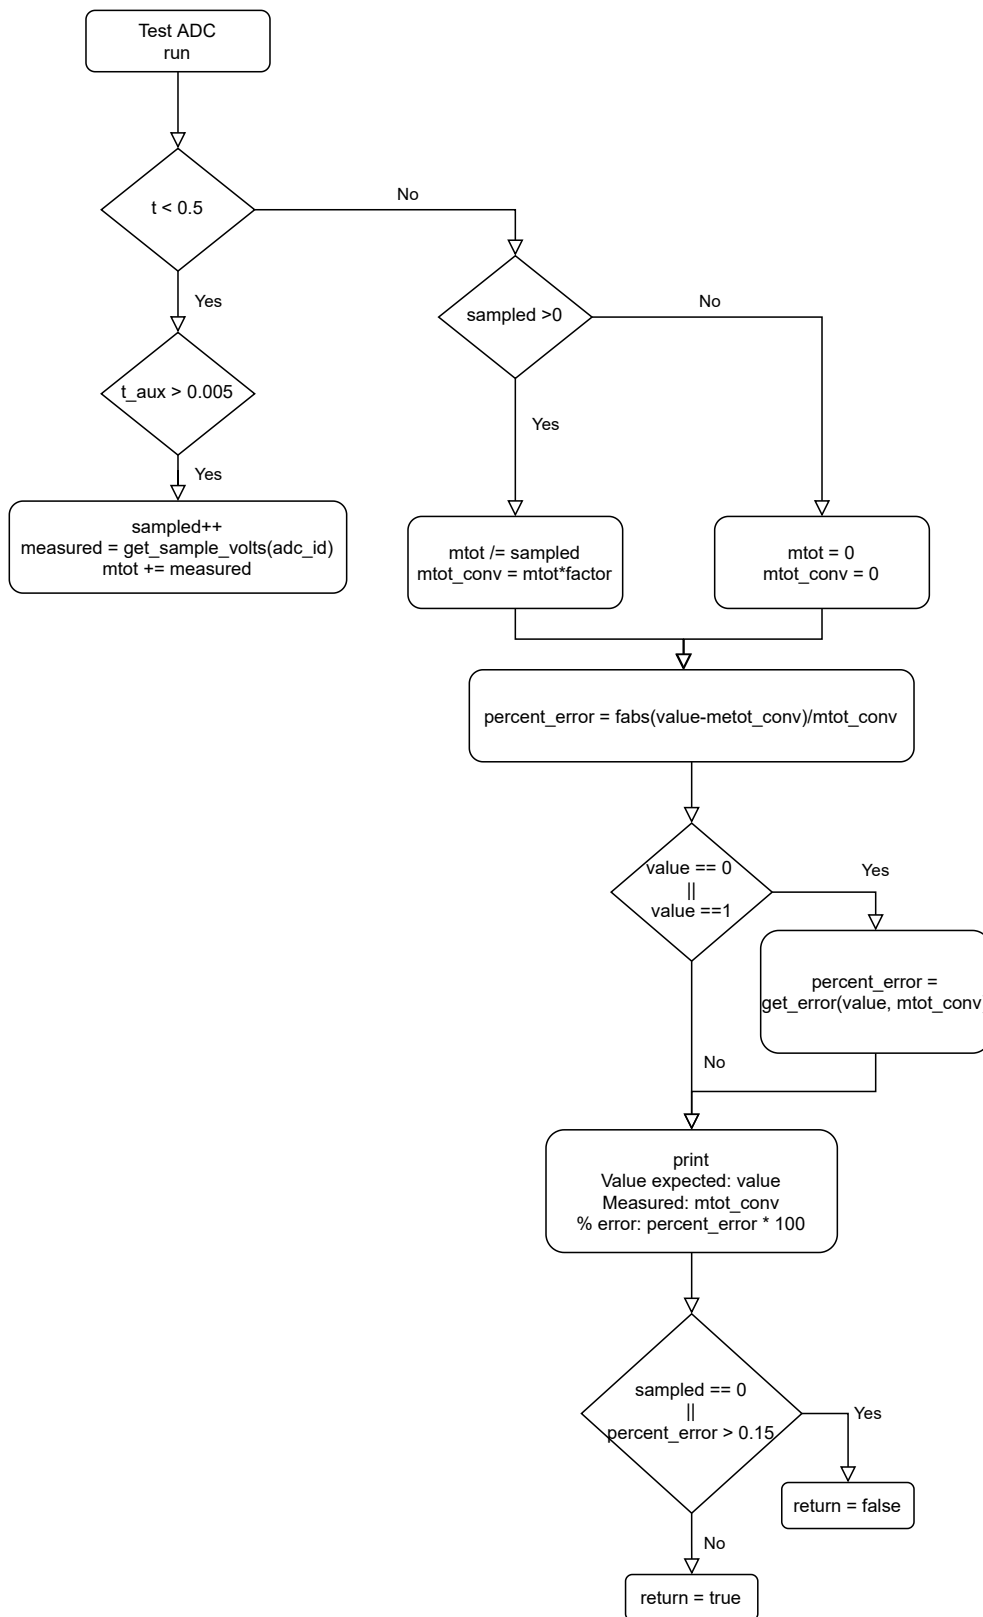 Test ADC
run
t < 0.5
No
Yes
sampled >0
No
t_aux > 0.005
Yes
Yes
sampled++
measured = get_sample_volts(adc_id)
mtot += measured
mtot /= sampled
mtot_conv = mtot*factor
mtot = 0
mtot_conv = 0
percent_error = fabs(value-metot_conv)/mtot_conv
value == 0
||
value ==1
Yes
percent_error =
get_error(value, mtot_conv
No
print
Value expected: value
Measured: mtot_conv
% error: percent_error * 100
sampled == 0
||
percent_error > 0.15
Yes
return = false
No
return = true